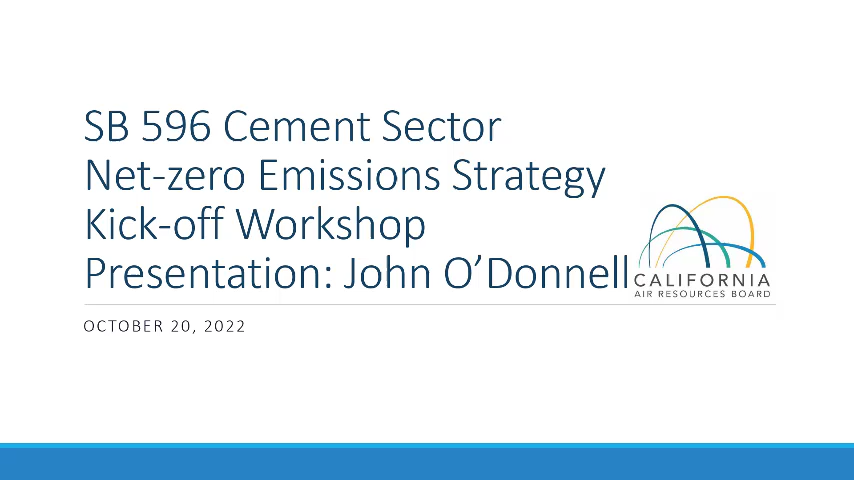 SB 596 Cement Sector
Net-zero Emissions Strategy
Kick-off Workshop
Presentation: John O’Donnell
CALIFORNIA
AIR RESOURCES BOARD
OCTOBER 20, 2022